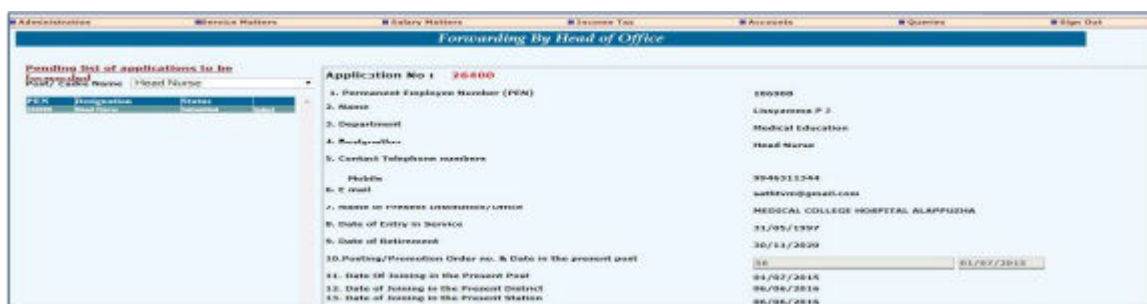 Administration Service Matters Salary Matters Income Tax Accounts Queries Sign Out
Forwarding By Head of Office
Pending list of applications to be
Post/ Cadre Name Head Nurse
PEN Designation Status
Application No : 26400
1. Permanent Employee Number (PEN)
2. Name Lissyamma P J
3. Department Medical Education
4. Designation Head Nurse
5. Contact Telephone numbers
Mobile 9946311344
6. E mail sathtvm@gmail.com
7. Name of Present Institution/Office MEDICAL COLLEGE HOSPITAL ALAPPUZHA
8. Date of Entry in Service 31/05/1997
9. Date of Retirement 30/11/2020
10.Posting/Promotion Order no. & Date in the present post 01/07/2015
11. Date Of Joining in the Present Post 01/07/2015
12. Date of Joining in the Present District 06/06/2016
13. Date of Joining in the Present Station 06/06/2016